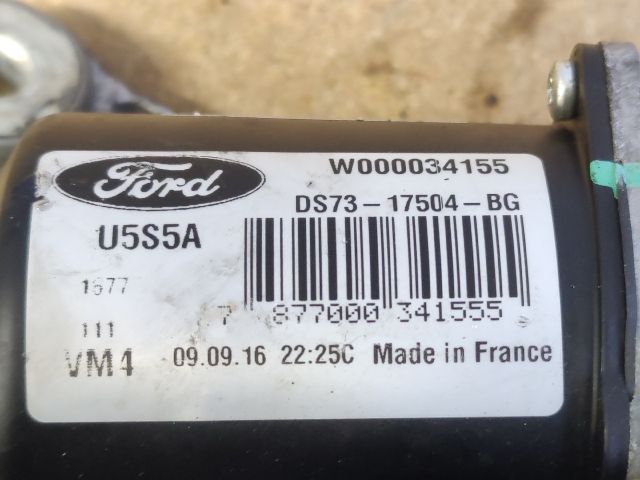 Ford
W000034155
DS73-17504-BG
U5S5A
1677
7 877000 341555
111
VM4
09.09.16 22:25C Made in France